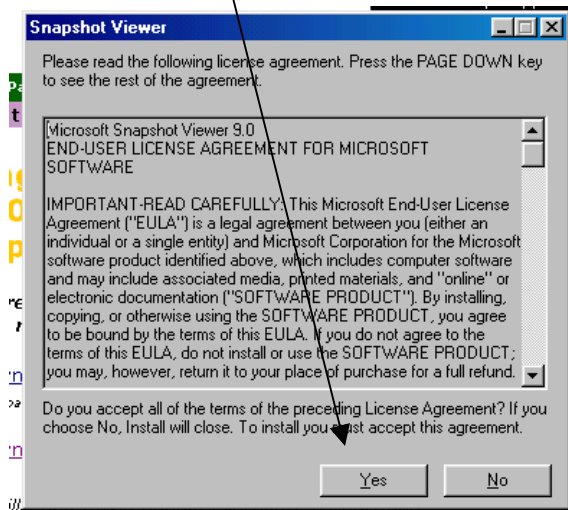 Snapshot Viewer
Please read the following license agreement. Press the PAGE DOWN key
to see the rest of the agreement.
Microsoft Snapshot Viewer 9.0
END-USER LICENSE AGREEMENT FOR MICROSOFT
SOFTWARE
IMPORTANT-READ CAREFULLY: This Microsoft End-User License
Agreement ("EULA") is a legal agreement between you (either an
individual or a single entity) and Microsoft Corporation for the Microsoft
software product identified above, which includes computer software
and may include associated media, printed materials, and "online" or
electronic documentation ("SOFTWARE PRODUCT"). By installing,
copying, or otherwise using the SOFTWARE PRODUCT, you agree
to be bound by the terms of this EULA. If you do not agree to the
terms of this EULA, do not install or use the SOFTWARE PRODUCT;
you may, however, return it to your place of purchase for a full refund.
Do you accept all of the terms of the preceding License Agreement? If you
choose No, Install will close. To install you must accept this agreement.
Yes
No